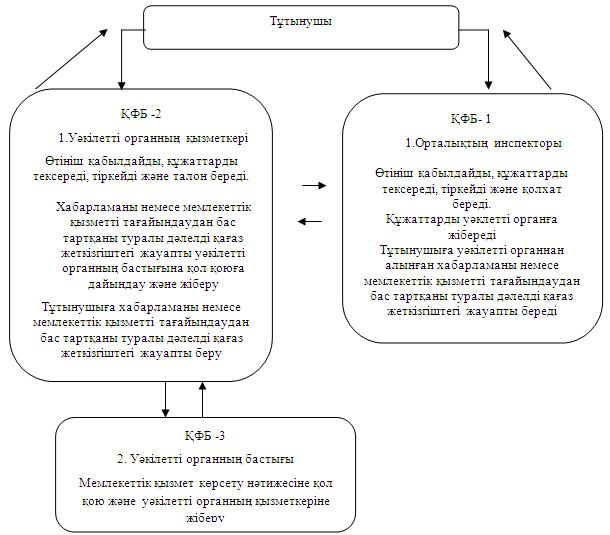 Тұтынушы
ҚФБ -2
1.Уәкілетті органның қызметкері
Өтініш қабылдайды, құжаттарды
тексереді, тіркейді және талон береді.
Хабарламаны немесе мемлекеттік
қызметті тағайындаудан бас
тартқаны туралы дәлелді қағаз
жеткізгіштегі жауапты уәкілетті
органның бастығына қол қоюға
дайындау және жіберу
Тұтынушыға хабарламаны немесе
мемлекеттік қызметті тағайындаудан
бас тартқаны туралы дәлелді қағаз
жеткізгіштегі жауапты беру
ҚФБ- 1
1.Орталықтың инспекторы
Өтініш қабылдайды, құжаттарды
тексереді, тіркейді және қолхат
береді.
Құжаттарды уәклетті органға
жібереді
Тұтынушыға уәкілетті органнан
алынған хабарламаны немесе
мемлекеттік қызметті тағайындаудан
бас тартқаны туралы дәлелді қағаз
жеткізгіштегі жауапты береді
ҚФБ -3
2. Уәкілетті органның бастығы
Мемлекеттік қызмет көрсету нәтижесіне қол
қою және уәкілетті органның қызметкеріне
жіберу